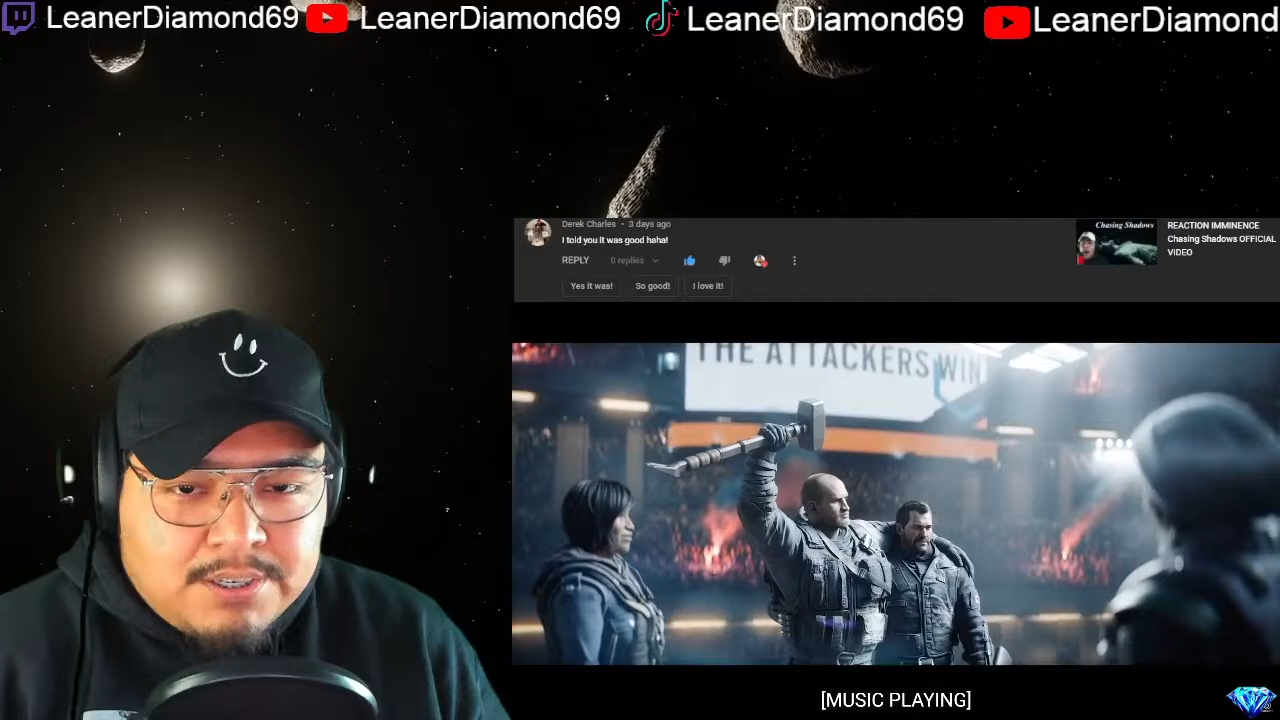 LeanerDiamond69 LeanerDiamond69 LeanerDiamond69 LeanerDiamond
Derek Charles • 3 days ago
I told you it was good haha!
REPLY 0 replies
Yes it was! So good! I love it!
Chasing Shadows
REACTION IMMINENCE
Chasing Shadows OFFICIAL
VIDEO
THE ATTACKERS WIN
[MUSIC PLAYING]